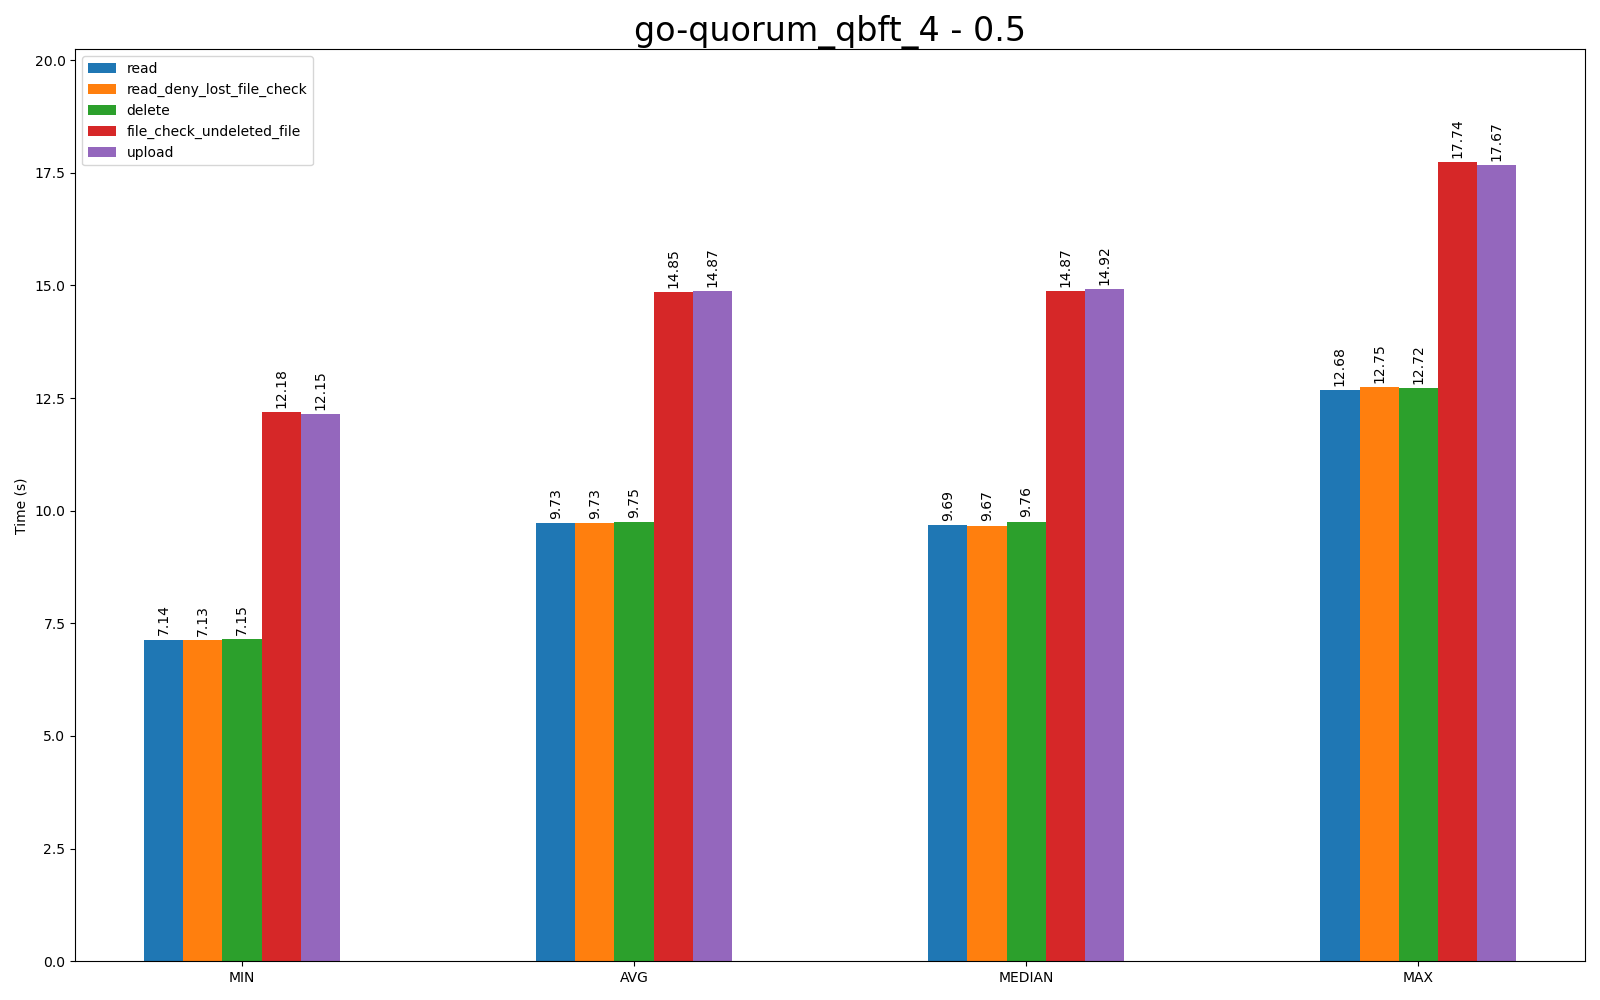 go-quorum_qbft_4 - 0.5
read
read_deny_lost_file_check
delete
file_check_undeleted_file
upload
Time (s)
20.0
17.5
15.0
12.5
10.0
7.5
5.0
2.5
0.0
7.14
7.13
7.15
12.18
12.15
9.73
9.73
9.75
14.85
14.87
9.69
9.67
9.76
14.87
14.92
12.68
12.75
12.72
17.74
17.67
MIN
AVG
MEDIAN
MAX